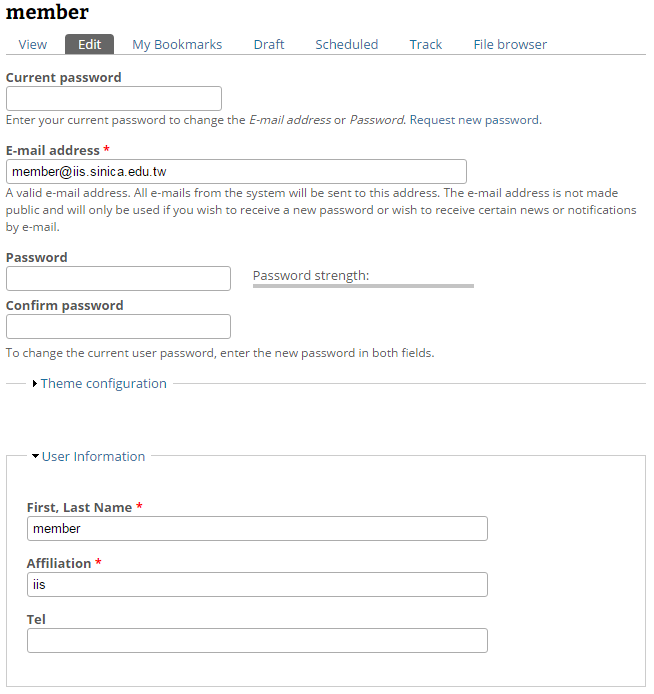 member
View Edit My Bookmarks Draft Scheduled Track File browser
Current password
Enter your current password to change the E-mail address or Password. Request new password.
E-mail address *
member@iis.sinica.edu.tw
A valid e-mail address. All e-mails from the system will be sent to this address. The e-mail address is not made
public and will only be used if you wish to receive a new password or wish to receive certain news or notifications
by e-mail.
Password
Password strength:
Confirm password
To change the current user password, enter the new password in both fields.
Theme configuration
User Information
First, Last Name *
member
Affiliation *
iis
Tel